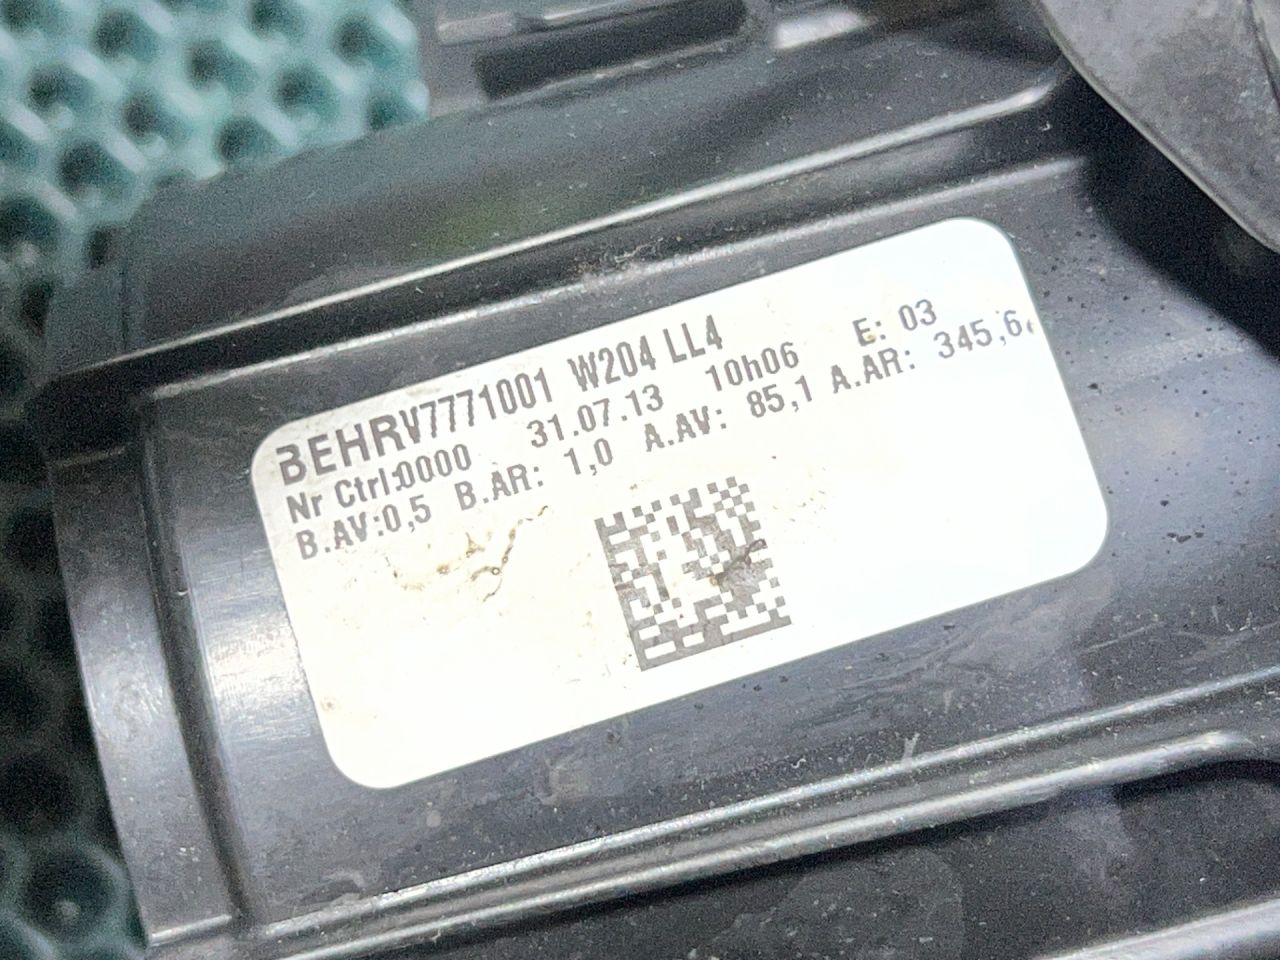 BEHRV7771001 W204 LL4
Nr Ctrl:0000 31.07.13 10h06 E: 03
B.AV:0,5 B.AR: 1,0 A.AV: 85,1 A.AR: 345,6